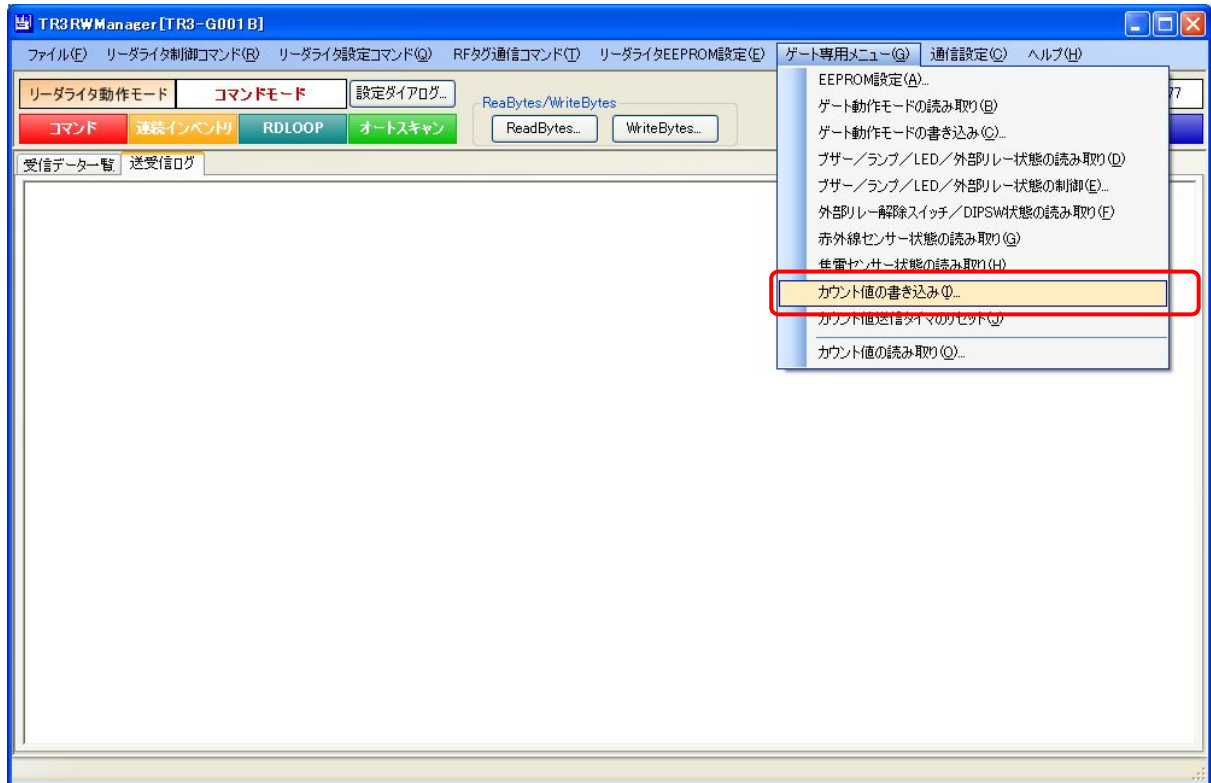 TR3RWManager[TR3-G001B]
ファイル(F) リーダライタ制御コマンド(R) リーダライタ設定コマンド(Q) RFタグ通信コマンド(T) リーダライタEEPROM設定(E) ゲート専用メニュー(G) 通信設定(C) ヘルプ(H)
リーダライタ動作モード コマンドモード 設定ダイアログ...
コマンド 連続インベントリ RDLOOP オートスキャン
ReaBytes/WriteBytes
ReadBytes... WriteBytes...
77
受信データ一覧 送受信ログ
EEPROM設定(A)...
ゲート動作モードの読み取り(B)
ゲート動作モードの書き込み(C)...
ブザー/ランプ/LED/外部リレー状態の読み取り(D)
ブザー/ランプ/LED/外部リレー状態の制御(E)...
外部リレー解除スイッチ/DIPSW状態の読み取り(F)
赤外線センサー状態の読み取り(G)
焦電センサー状態の読み取り(H)
カウント値の書き込み(I)...
カウント値送信タイマのリセット(J)
カウント値の読み取り(O)...